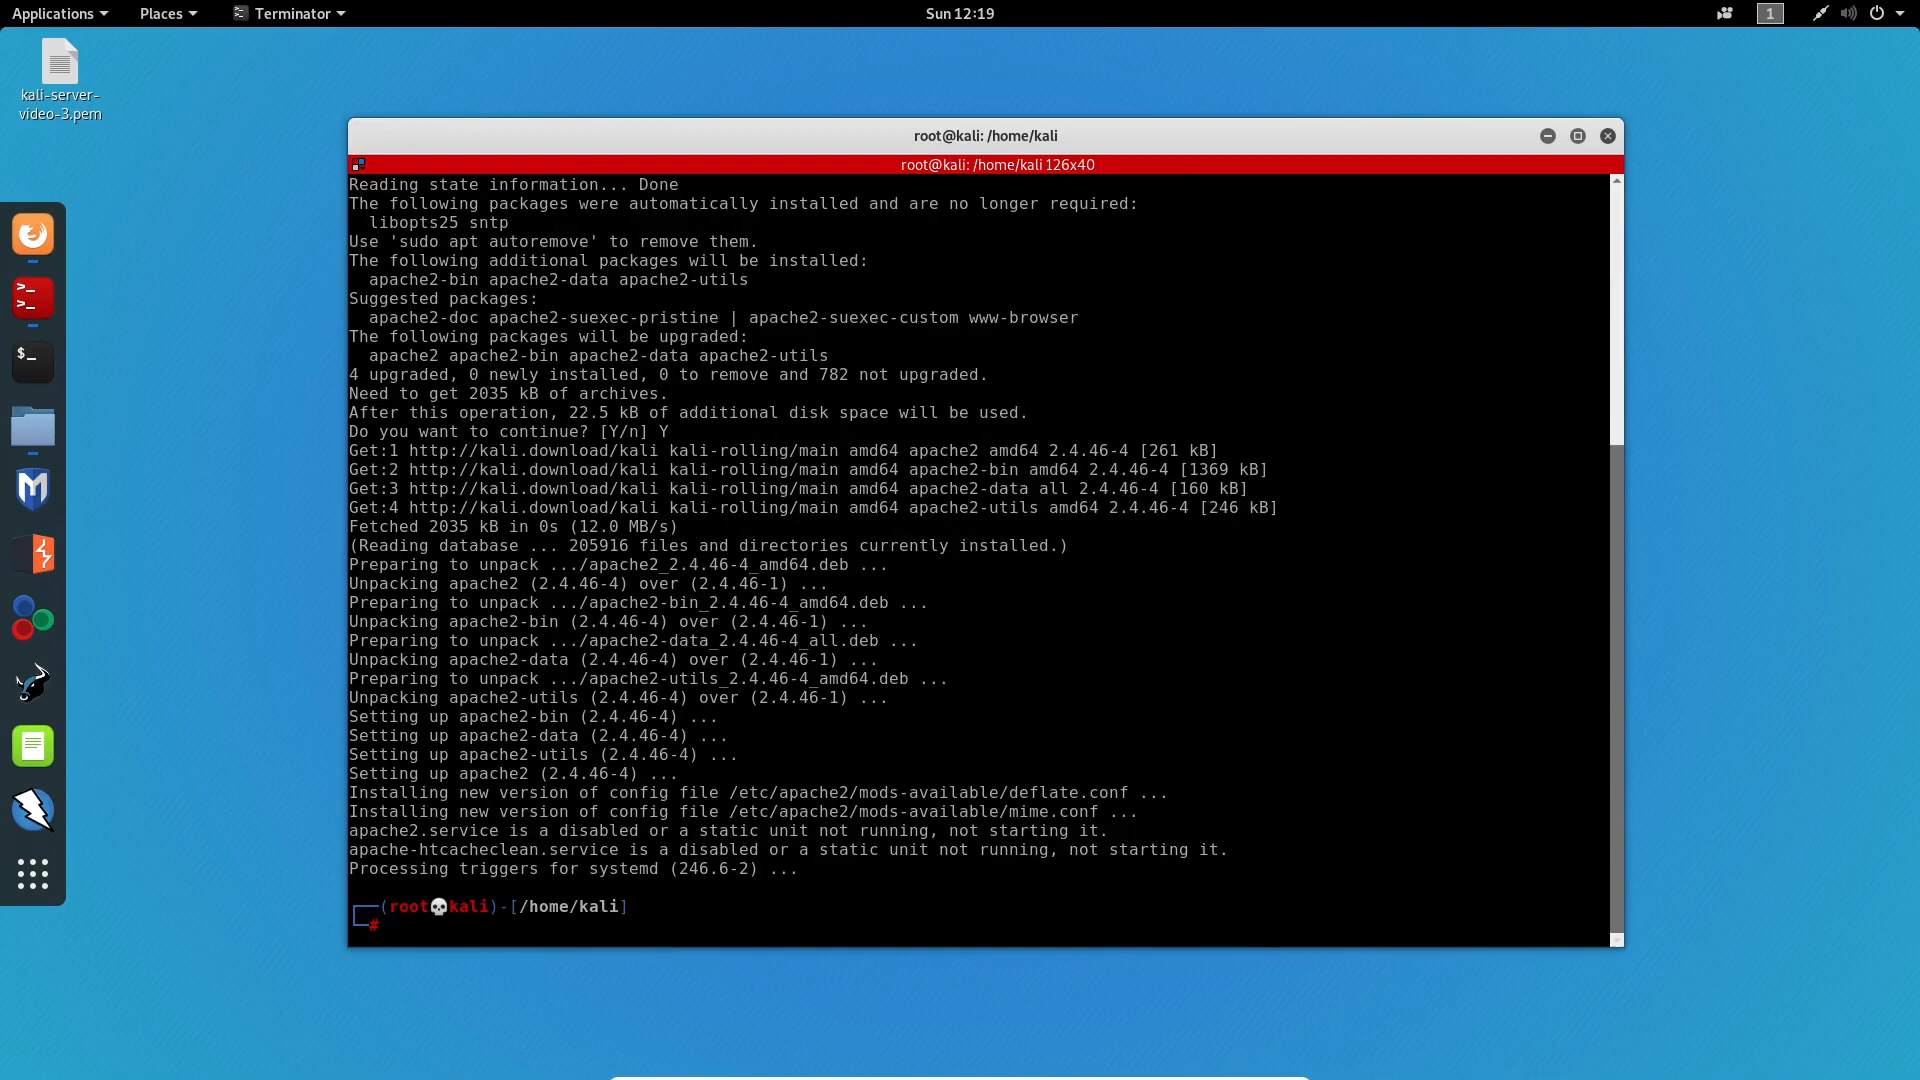 Applications
Places
Terminator
Sun 12:19
1
kali-server-
video-3.pem
root@kali: /home/kali
root@kali: /home/kali 126x40
Reading state information... Done
The following packages were automatically installed and are no longer required:
  libopts25 sntp
Use 'sudo apt autoremove' to remove them.
The following additional packages will be installed:
  apache2-bin apache2-data apache2-utils
Suggested packages:
  apache2-doc apache2-suexec-pristine | apache2-suexec-custom www-browser
The following packages will be upgraded:
  apache2 apache2-bin apache2-data apache2-utils
4 upgraded, 0 newly installed, 0 to remove and 782 not upgraded.
Need to get 2035 kB of archives.
After this operation, 22.5 kB of additional disk space will be used.
Do you want to continue? [Y/n] Y
Get:1 http://kali.download/kali kali-rolling/main amd64 apache2 amd64 2.4.46-4 [261 kB]
Get:2 http://kali.download/kali kali-rolling/main amd64 apache2-bin amd64 2.4.46-4 [1369 kB]
Get:3 http://kali.download/kali kali-rolling/main amd64 apache2-data all 2.4.46-4 [160 kB]
Get:4 http://kali.download/kali kali-rolling/main amd64 apache2-utils amd64 2.4.46-4 [246 kB]
Fetched 2035 kB in 0s (12.0 MB/s)
(Reading database ... 205916 files and directories currently installed.)
Preparing to unpack .../apache2_2.4.46-4_amd64.deb ...
Unpacking apache2 (2.4.46-4) over (2.4.46-1) ...
Preparing to unpack .../apache2-bin_2.4.46-4_amd64.deb ...
Unpacking apache2-bin (2.4.46-4) over (2.4.46-1) ...
Preparing to unpack .../apache2-data_2.4.46-4_all.deb ...
Unpacking apache2-data (2.4.46-4) over (2.4.46-1) ...
Preparing to unpack .../apache2-utils_2.4.46-4_amd64.deb ...
Unpacking apache2-utils (2.4.46-4) over (2.4.46-1) ...
Setting up apache2-bin (2.4.46-4) ...
Setting up apache2-data (2.4.46-4) ...
Setting up apache2-utils (2.4.46-4) ...
Setting up apache2 (2.4.46-4) ...
Installing new version of config file /etc/apache2/mods-available/deflate.conf ...
Installing new version of config file /etc/apache2/mods-available/mime.conf ...
apache2.service is a disabled or a static unit not running, not starting it.
apache-htcacheclean.service is a disabled or a static unit not running, not starting it.
Processing triggers for systemd (246.6-2) ...
┌──(root💀kali)-[/home/kali]
└─#